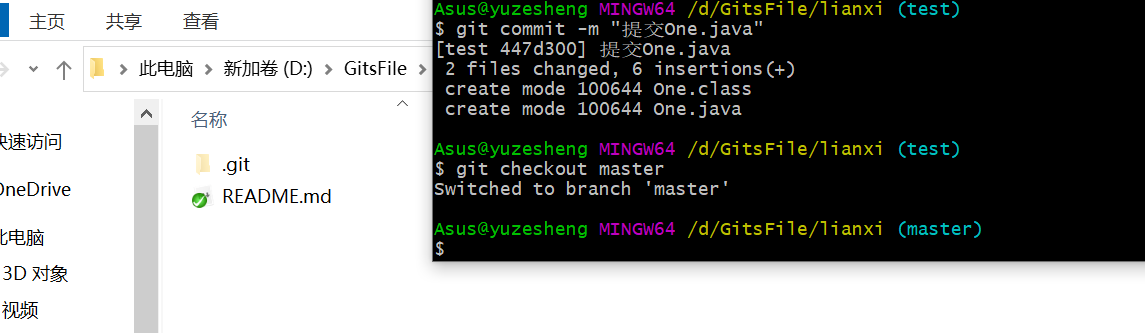 主页 共享 查看
此电脑 新加卷 (D:) GitsFile
名称
快速访问
OneDrive
此电脑
3D 对象
视频
.git
README.md
Asus@yuzesheng MINGW64 /d/GitsFile/lianxi (test)
$ git commit -m "提交One.java"
[test 447d300] 提交One.java
2 files changed, 6 insertions(+)
create mode 100644 One.class
create mode 100644 One.java
Asus@yuzesheng MINGW64 /d/GitsFile/lianxi (test)
$ git checkout master
Switched to branch 'master'
Asus@yuzesheng MINGW64 /d/GitsFile/lianxi (master)
$